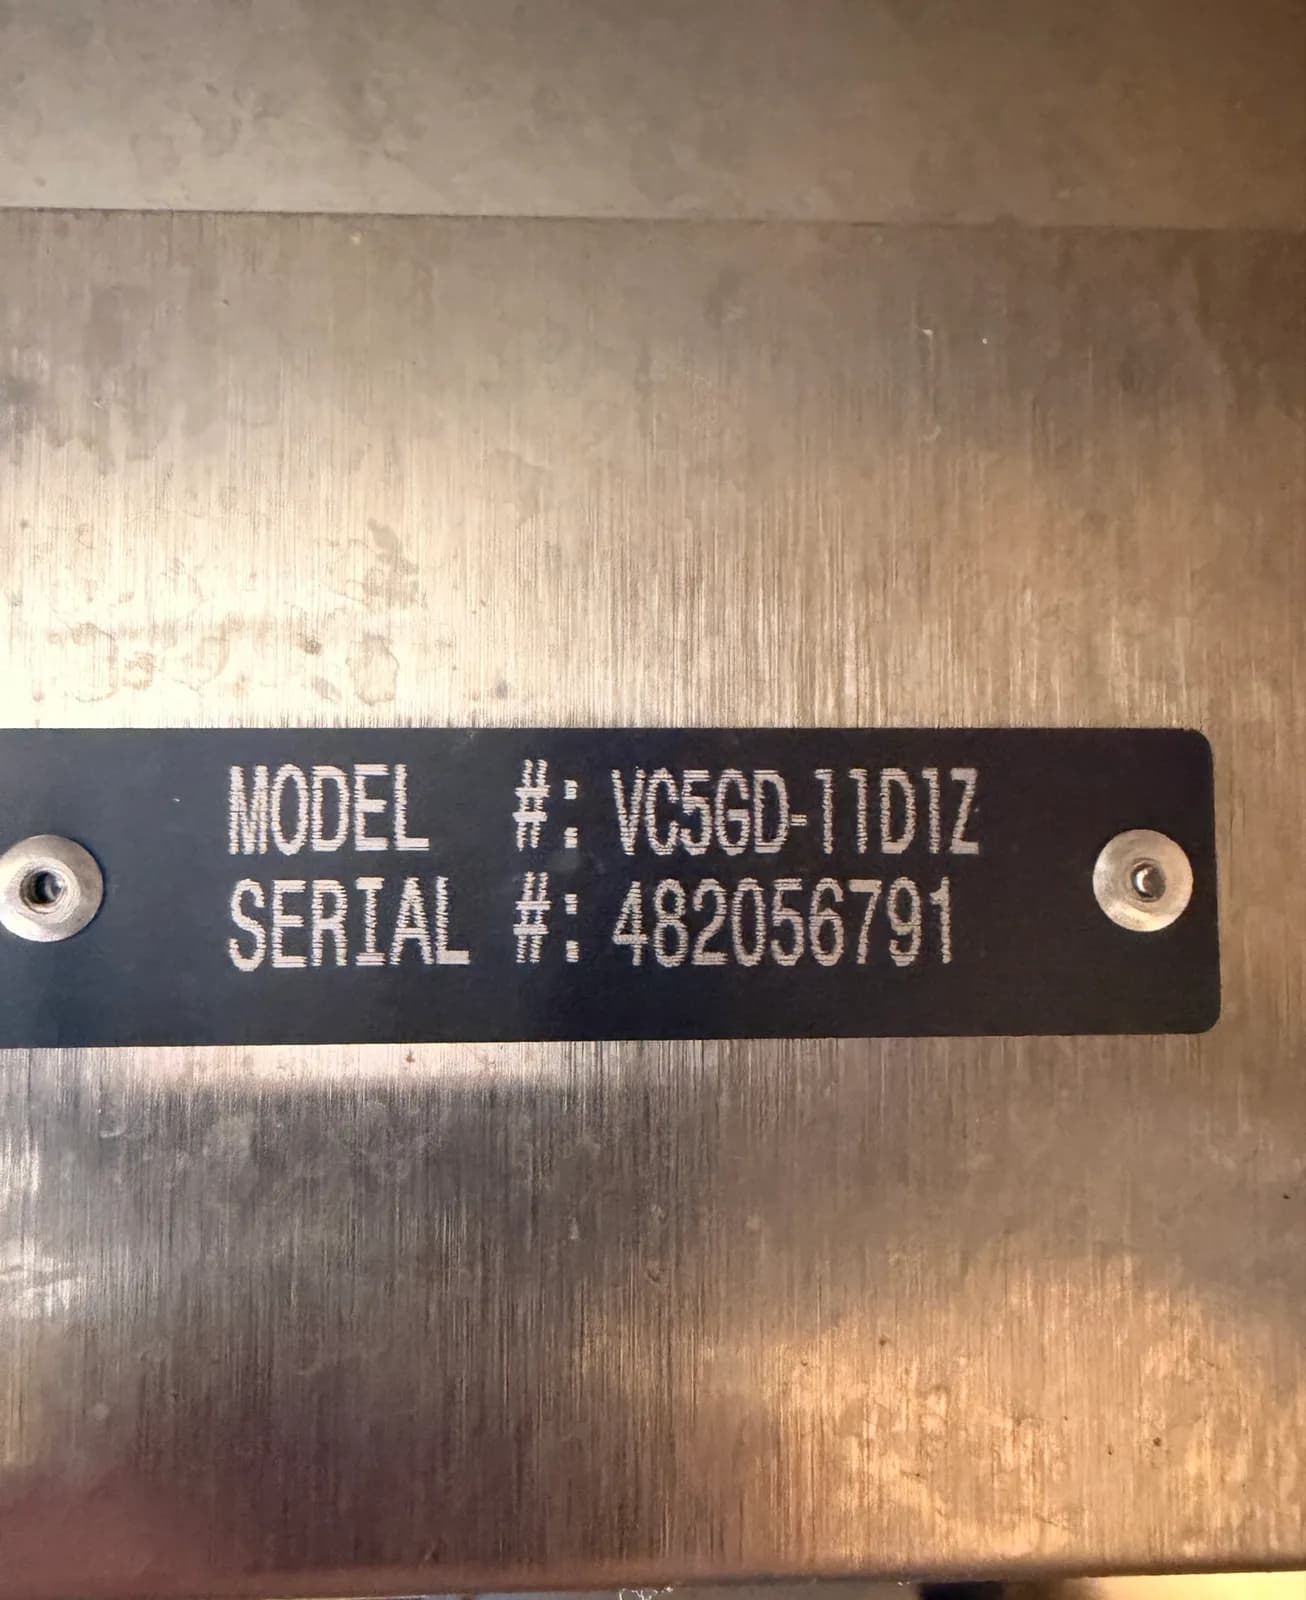 MODEL #: VC5GD-11D1Z
SERIAL #: 482056791